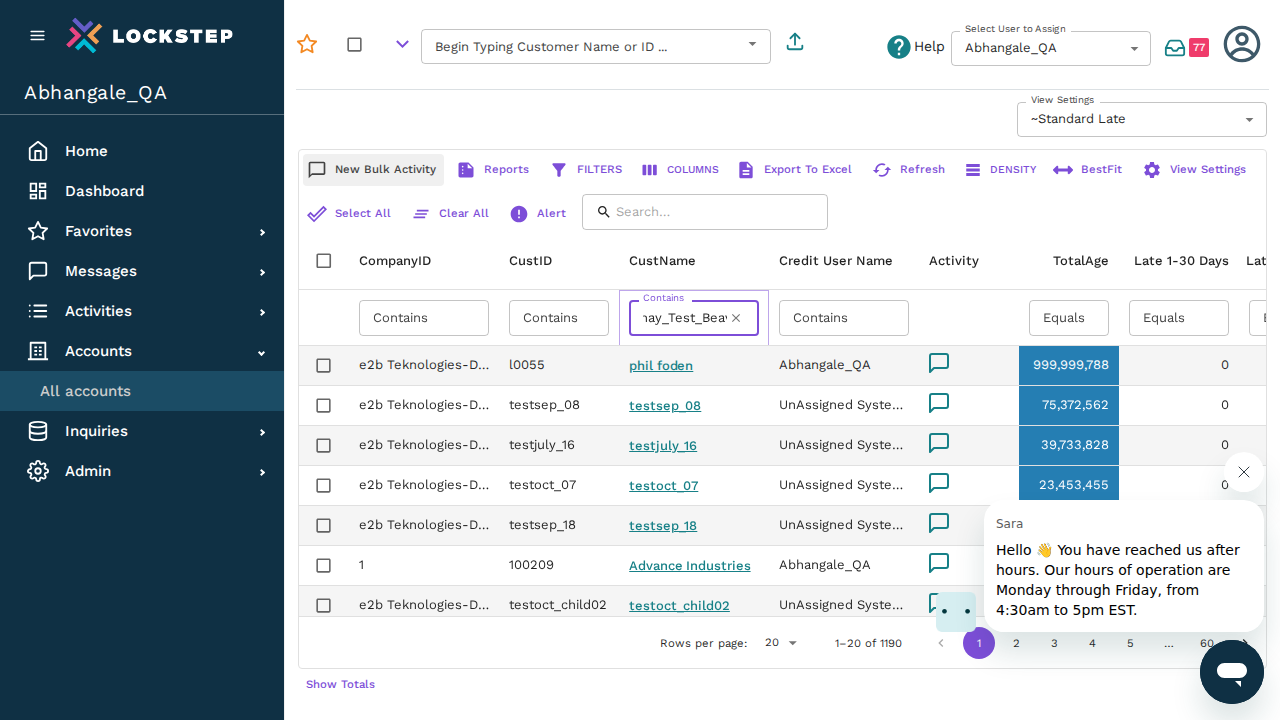 LOCKSTEP
Begin Typing Customer Name or ID ...
Help
Select User to Assign
Abhangale_QA
77
Abhangale_QA
View Settings
~Standard Late
Home
Dashboard
Favorites
Messages
Activities
Accounts
All accounts
Inquiries
Admin
New Bulk Activity
Reports
FILTERS
COLUMNS
Export To Excel
Refresh
DENSITY
BestFit
View Settings
Select All
Clear All
Alert
Search...
CompanyID CustID CustName Credit User Name Activity TotalAge Late 1-30 Days Lat
Contains
Contains Contains hay_Test_Bea Contains Equals Equals E
e2b Teknologies-D... l0055 phil foden Abhangale_QA 999,999,788 0
e2b Teknologies-D... testsep_08 testsep_08 UnAssigned Syste... 75,372,562 0
e2b Teknologies-D... testjuly_16 testjuly_16 UnAssigned Syste... 39,733,828 0
e2b Teknologies-D... testoct_07 testoct_07 UnAssigned Syste... 23,453,455 0
e2b Teknologies-D... testsep_18 testsep_18 UnAssigned Syste...
1 100209 Advance Industries Abhangale_QA
e2b Teknologies-D... testoct_child02 testoct_child02 UnAssigned Syste...
Sara
Hello 👋 You have reached us after
hours. Our hours of operation are
Monday through Friday, from
4:30am to 5pm EST.
Rows per page: 20 1–20 of 1190 1 2 3 4 5 ... 60
Show Totals